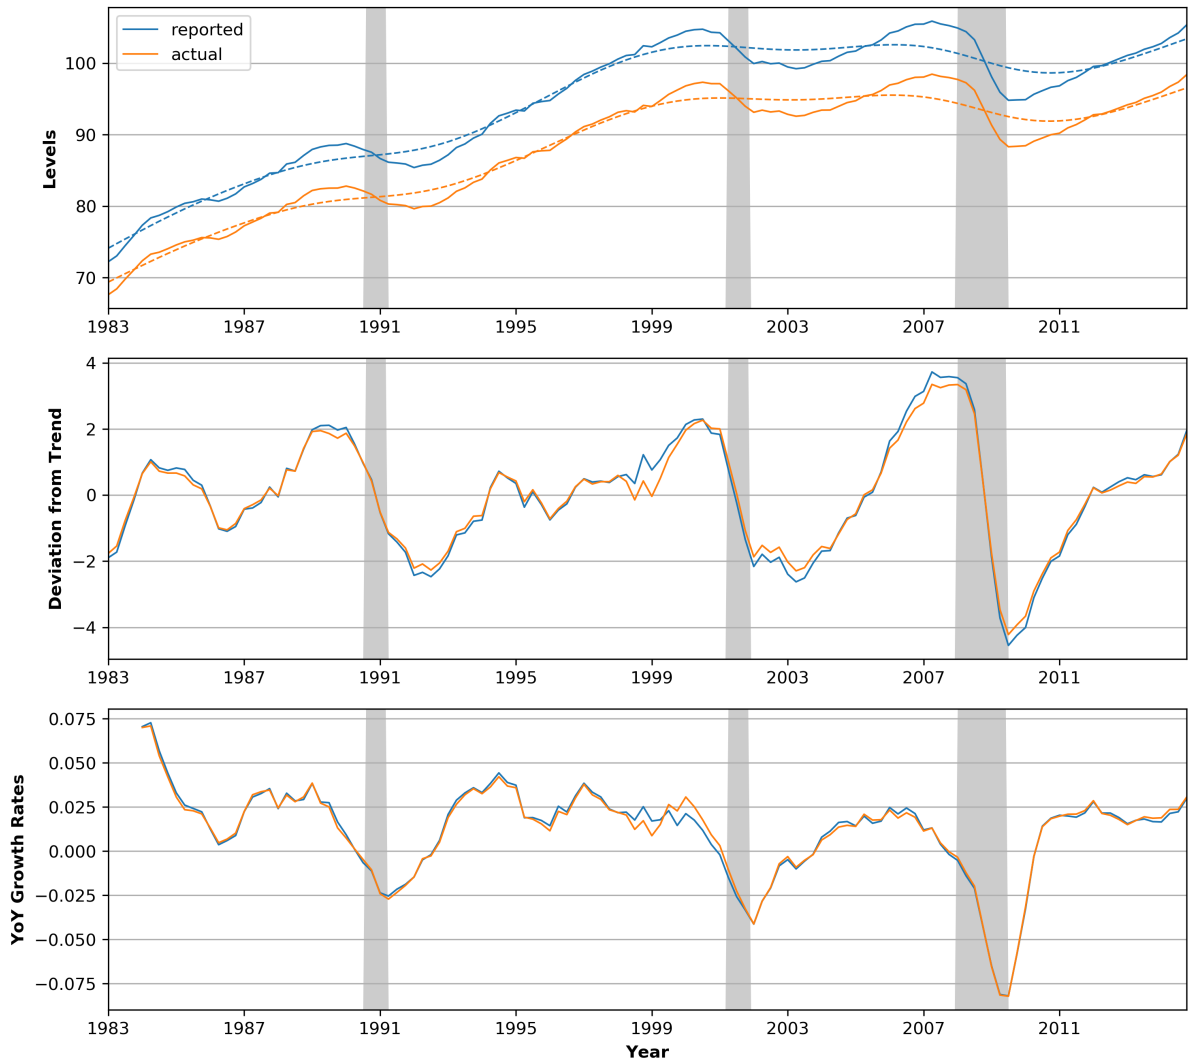 reported
actual
100
90
80
70
Levels
1983 1987 1991 1995 1999 2003 2007 2011
4
2
0
−2
−4
Deviation from Trend
1983 1987 1991 1995 1999 2003 2007 2011
0.075
0.050
0.025
0.000
−0.025
−0.050
−0.075
YoY Growth Rates
1983 1987 1991 1995 1999 2003 2007 2011
Year